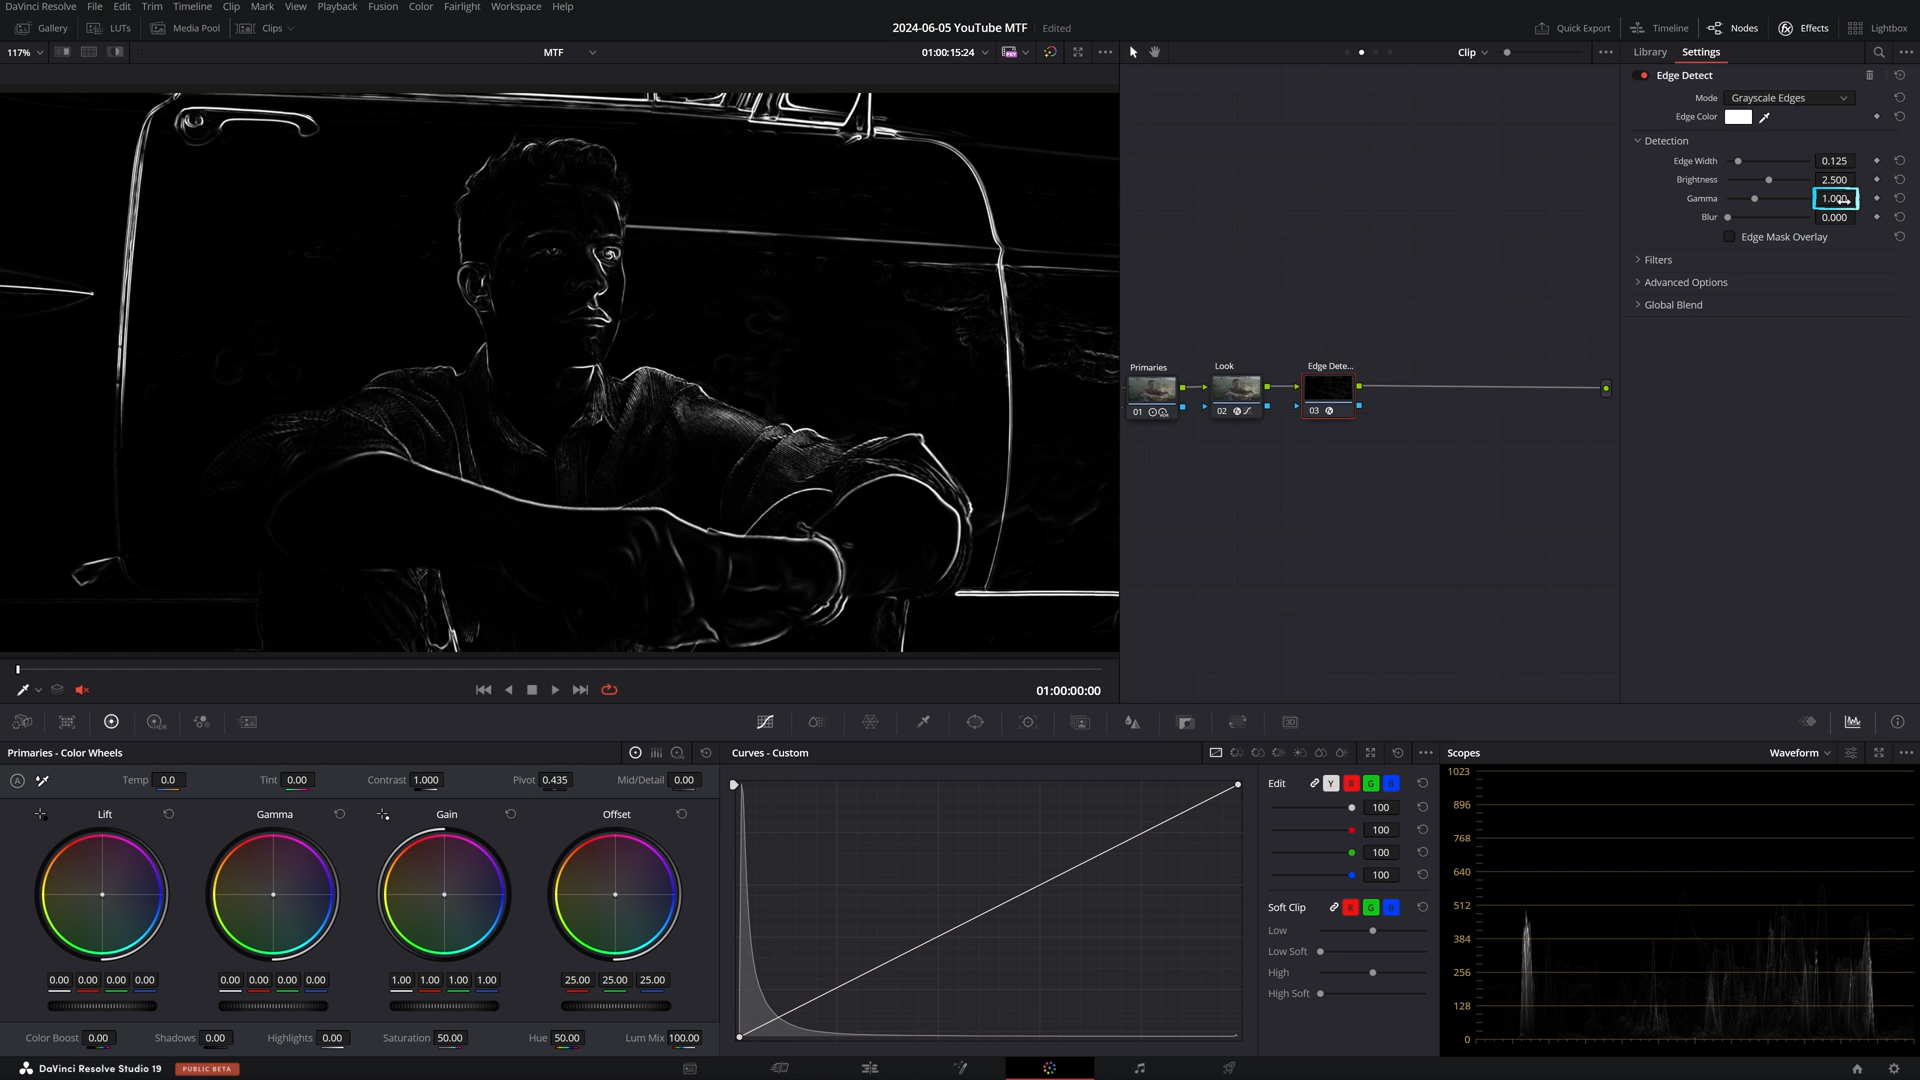 DaVinci Resolve File Edit Trim Timeline Clip Mark View Playback Fusion Color Fairlight Workspace Help
Gallery LUTs Media Pool Clips 2024-06-05 YouTube MTF Edited Quick Export Timeline Nodes Effects Lightbox
117% MTF 01:00:15:24 Clip Library Settings
Edge Detect
Mode Grayscale Edges
Edge Color
Detection
Edge Width 0.125
Brightness 2.500
Gamma 1.000
Blur 0.000
Edge Mask Overlay
Filters
Advanced Options
Global Blend
Primaries Look Edge Dete...
01 02 03
01:00:00:00
Primaries - Color Wheels Curves - Custom Scopes Waveform
A Temp 0.0 Tint 0.00 Contrast 1.000 Pivot 0.435 Mid/Detail 0.00
Lift Gamma Gain Offset
0.00 0.00 0.00 0.00 0.00 0.00 0.00 0.00 1.00 1.00 1.00 1.00 25.00 25.00 25.00
Color Boost 0.00 Shadows 0.00 Highlights 0.00 Saturation 50.00 Hue 50.00 Lum Mix 100.00
Edit Y R G B
100
100
100
100
Soft Clip R G B
Low
Low Soft
High
High Soft
1023
896
768
640
512
384
256
128
0
DaVinci Resolve Studio 19 PUBLIC BETA